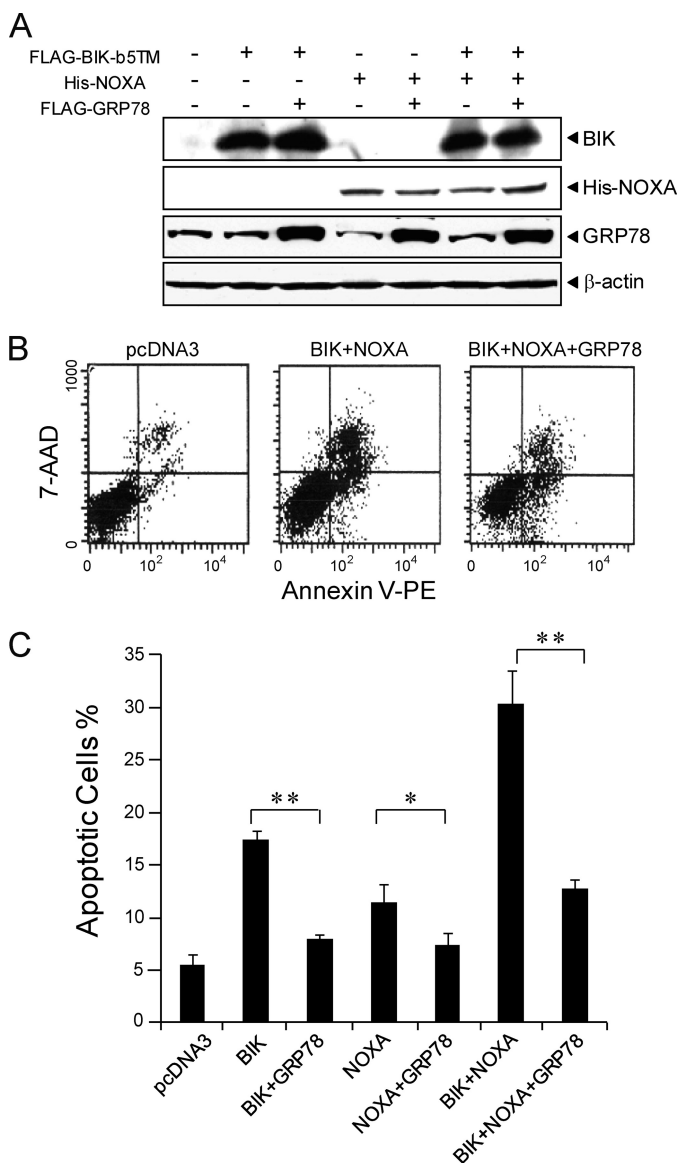 A
FLAG-BIK-b5TM - + + - - + +
His-NOXA - - - + + + +
FLAG-GRP78 - - + - + - +
BIK
His-NOXA
GRP78
β-actin
B
pcDNA3 BIK+NOXA BIK+NOXA+GRP78
1000
7-AAD
0
0 10² 10⁴ 0 10² 10⁴ 0 10² 10⁴
Annexin V-PE
C
35
30
25
20
15
10
5
0
Apoptotic Cells %
** * **
pcDNA3
BIK
BIK+GRP78
NOXA
NOXA+GRP78
BIK+NOXA
BIK+NOXA+GRP78